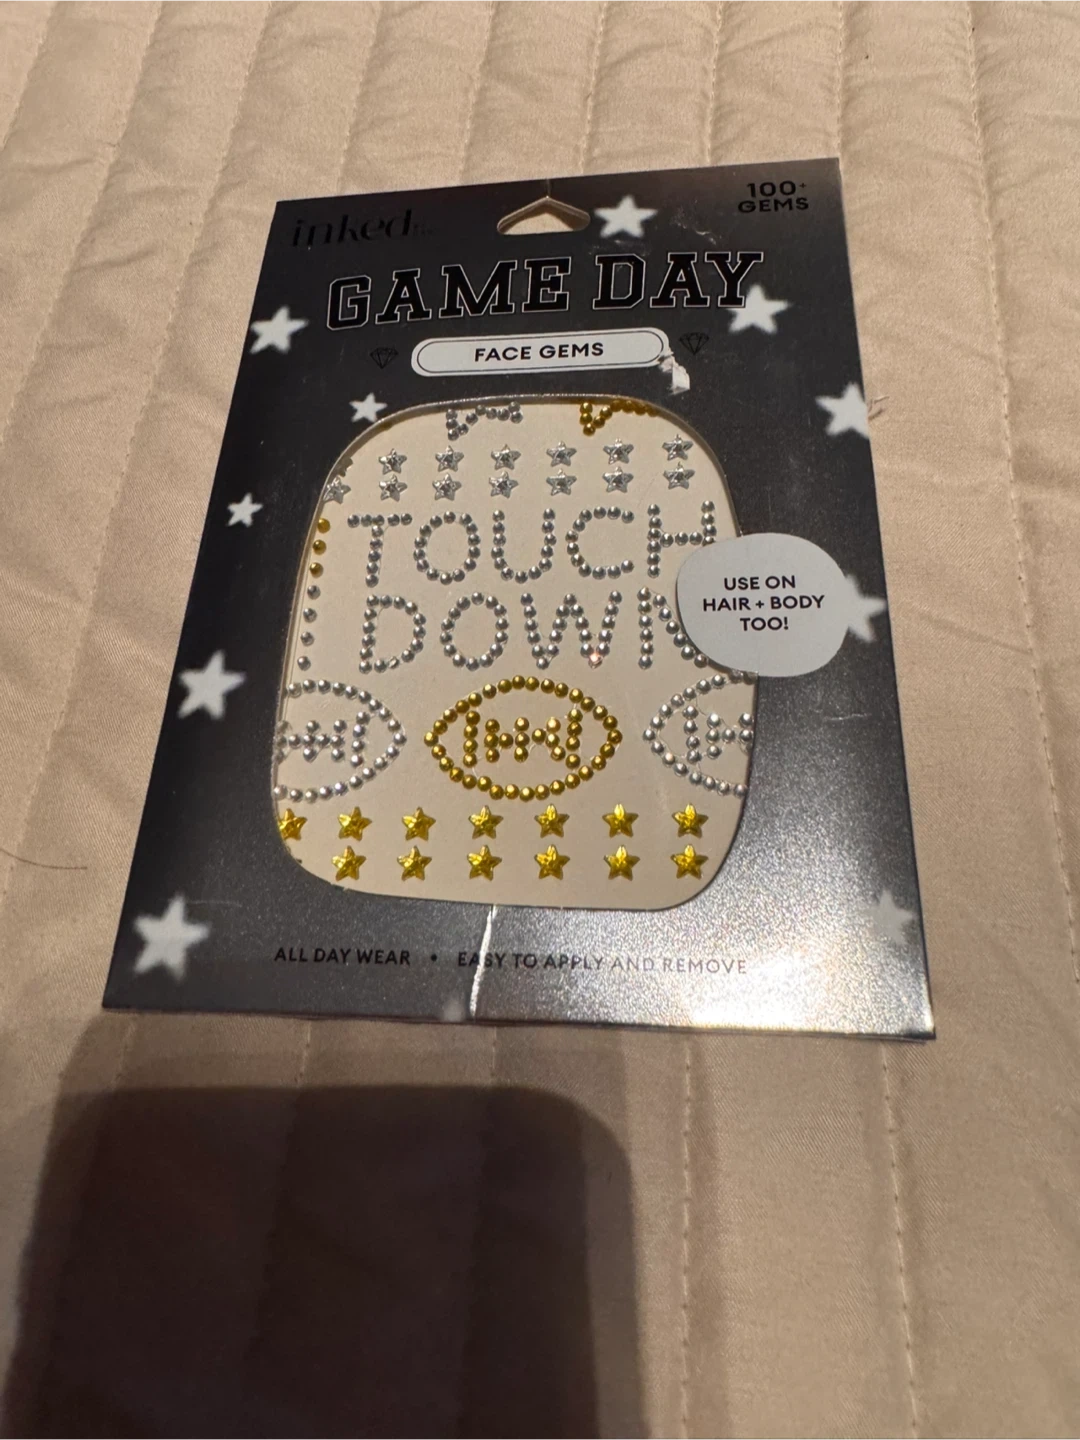 inked
100+
GEMS
GAME DAY
FACE GEMS
TOUCH
DOWN
USE ON
HAIR + BODY
TOO!
ALL DAY WEAR • EASY TO APPLY AND REMOVE